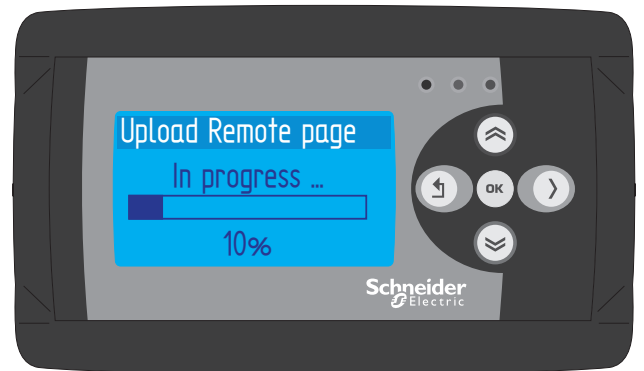 Upload Remote page
In progress ...
10%
OK
Schneider
Electric